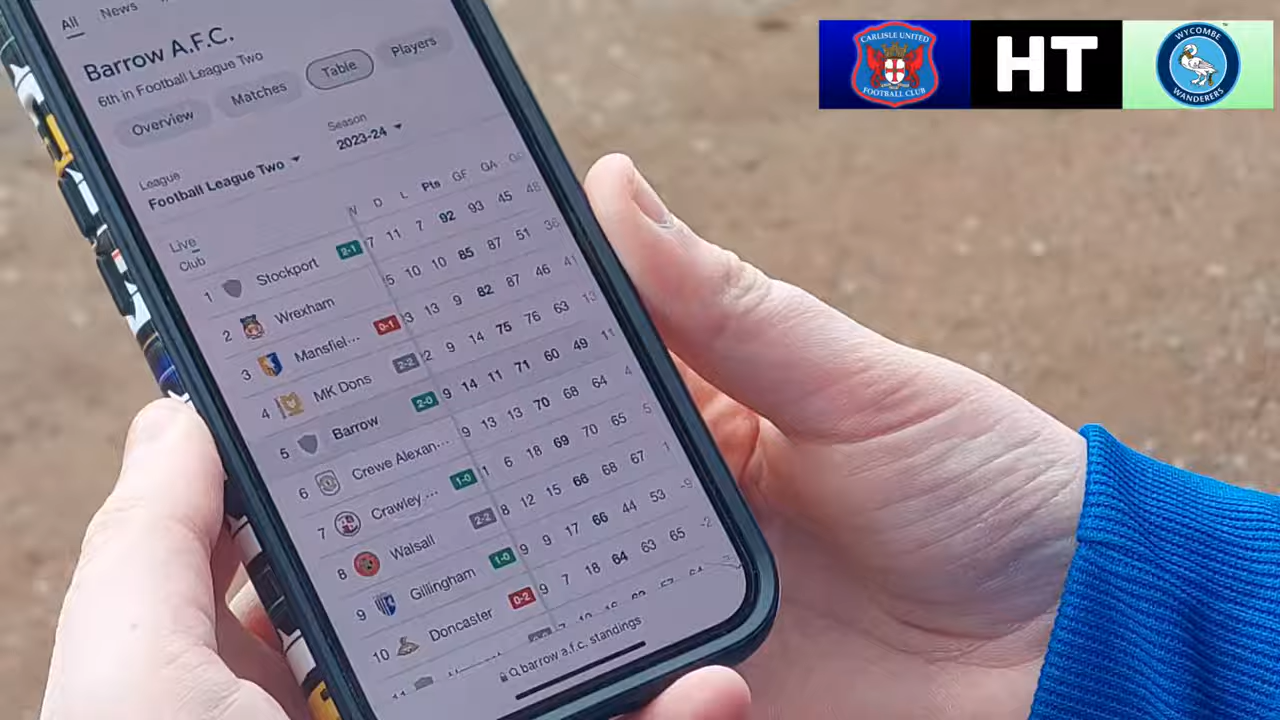 All News
Barrow A.F.C.
6th in Football League Two
Overview Matches Table Players
League Season
Football League Two 2023-24
Live
Club D L Pts GF GA
1 Stockport 2-1 7 11 7 92 93 45 48
2 Wrexham 5 10 10 85 87 51 36
3 Mansfiel... 0-1 3 13 9 82 87 46 41
4 MK Dons 2-2 2 9 14 75 76 63 13
5 Barrow 2-0 9 14 11 71 60 49 11
6 Crewe Alexan... 9 13 13 70 68 64 4
7 Crawley ... 1-0 1 6 18 69 70 65 5
8 Walsall 2-2 8 12 15 66 68 67 1
9 Gillingham 1-0 9 9 17 66 44 53 -9
10 Doncaster 0-2 9 7 18 64 63 65 -2
barrow a.f.c. standings
CARLISLE UNITED
FOOTBALL CLUB
HT
WYCOMBE
WANDERERS